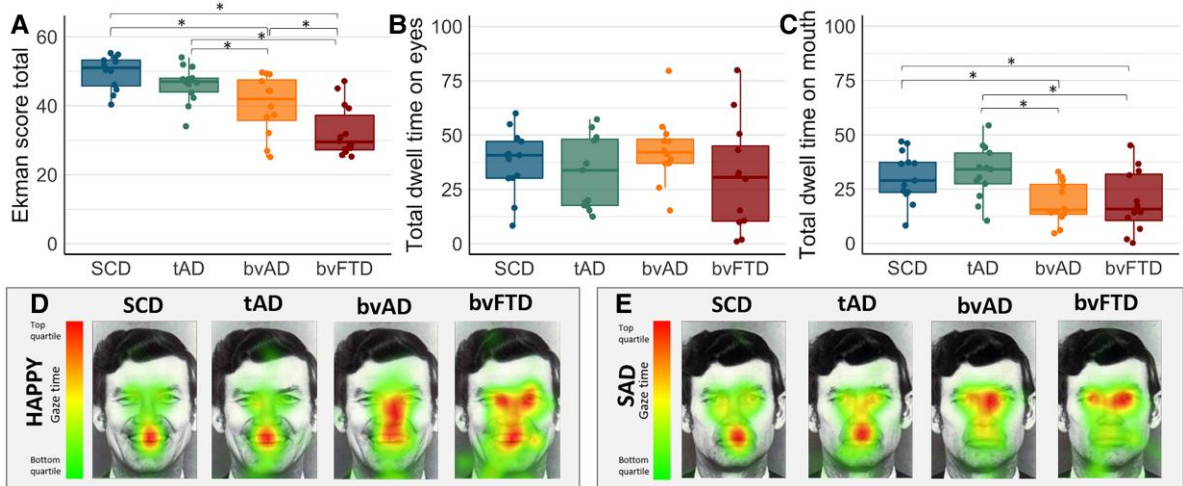 A
Ekman score total
60
40
20
0
* * * * *
SCD tAD bvAD bvFTD
B
Total dwell time on eyes
100
75
50
25
0
SCD tAD bvAD bvFTD
C
Total dwell time on mouth
100
75
50
25
0
* * * *
SCD tAD bvAD bvFTD
D
HAPPY
Top
quartile
Gaze time
Bottom
quartile
SCD tAD bvAD bvFTD
E
SAD
Top
quartile
Gaze time
Bottom
quartile
SCD tAD bvAD bvFTD